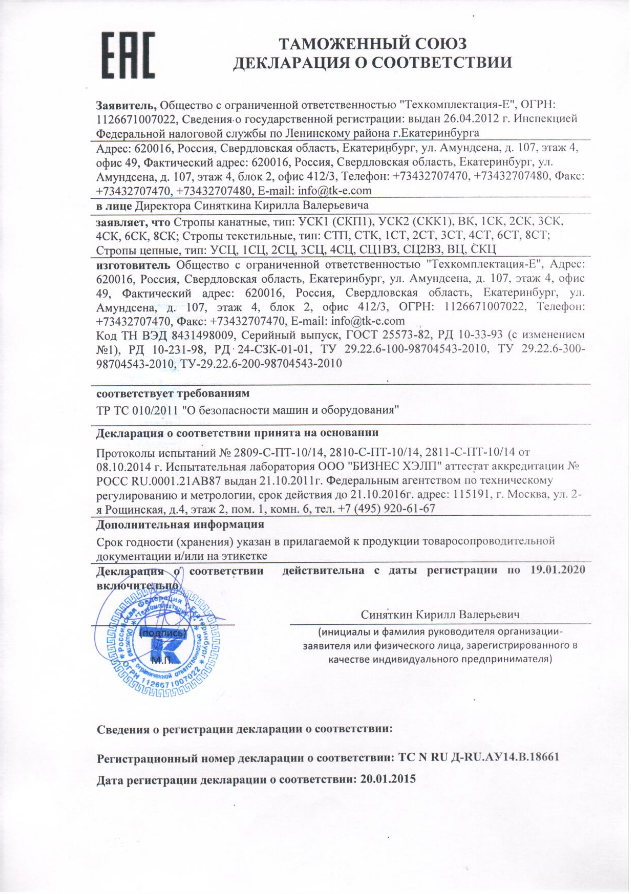 EAC
ТАМОЖЕННЫЙ СОЮЗ
ДЕКЛАРАЦИЯ О СООТВЕТСТВИИ
Заявитель, Общество с ограниченной ответственностью "Техкомплектация-Е", ОГРН:
1126671007022, Сведения о государственной регистрации: выдан 26.04.2012 г. Инспекцией
Федеральной налоговой службы по Ленинскому района г.Екатеринбурга
Адрес: 620016, Россия, Свердловская область, Екатеринбург, ул. Амундсена, д. 107, этаж 4,
офис 49, Фактический адрес: 620016, Россия, Свердловская область, Екатеринбург, ул.
Амундсена, д. 107, этаж 4, блок 2, офис 412/3, Телефон: +73432707470, +73432707480, Факс:
+73432707470, +73432707480, E-mail: info@tk-e.com
в лице Директора Синяткина Кирилла Валерьевича
заявляет, что Стропы канатные, тип: УСК1 (СКП1), УСК2 (СКК1), ВК, 1СК, 2СК, 3СК,
4СК, 6СК, 8СК; Стропы текстильные, тип: СТП, СТК, 1СТ, 2СТ, 3СТ, 4СТ, 6СТ, 8СТ;
Стропы цепные, тип: УСЦ, 1СЦ, 2СЦ, 3СЦ, 4СЦ, СЦ1ВЗ, СЦ2ВЗ, ВЦ, СКЦ
изготовитель Общество с ограниченной ответственностью "Техкомплектация-Е", Адрес:
620016, Россия, Свердловская область, Екатеринбург, ул. Амундсена, д. 107, этаж 4, офис
49, Фактический адрес: 620016, Россия, Свердловская область, Екатеринбург, ул.
Амундсена, д. 107, этаж 4, блок 2, офис 412/3, ОГРН: 1126671007022, Телефон:
+73432707470, Факс: +73432707470, E-mail: info@tk-e.com
Код ТН ВЭД 8431498009, Серийный выпуск, ГОСТ 25573-82, РД 10-33-93 (с изменением
№1), РД 10-231-98, РД 24-СЗК-01-01, ТУ 29.22.6-100-98704543-2010, ТУ 29.22.6-300-
98704543-2010, ТУ-29.22.6-200-98704543-2010
соответствует требованиям
ТР ТС 010/2011 "О безопасности машин и оборудования"
Декларация о соответствии принята на основании
Протоколы испытаний № 2809-С-ПТ-10/14, 2810-С-ПТ-10/14, 2811-С-ПТ-10/14 от
08.10.2014 г. Испытательная лаборатория ООО "БИЗНЕС ХЭЛП" аттестат аккредитации №
РОСС RU.0001.21АВ87 выдан 21.10.2011г. Федеральным агентством по техническому
регулированию и метрологии, срок действия до 21.10.2016г. адрес: 115191, г. Москва, ул. 2-
я Рощинская, д.4, этаж 2, пом. 1, комн. 6, тел. +7 (495) 920-61-67
Дополнительная информация
Срок годности (хранения) указан в прилагаемой к продукции товаросопроводительной
документации и/или на этикетке
Декларация о соответствии действительна с даты регистрации по 19.01.2020
включительно
Синяткин Кирилл Валерьевич
(подпись)
М.П.
(инициалы и фамилия руководителя организации-
заявителя или физического лица, зарегистрированного в
качестве индивидуального предпринимателя)
Российская Федерация г.Екатеринбург
ОГРН 1126671007022
Сведения о регистрации декларации о соответствии:
Регистрационный номер декларации о соответствии: ТС N RU Д-RU.АУ14.В.18661
Дата регистрации декларации о соответствии: 20.01.2015